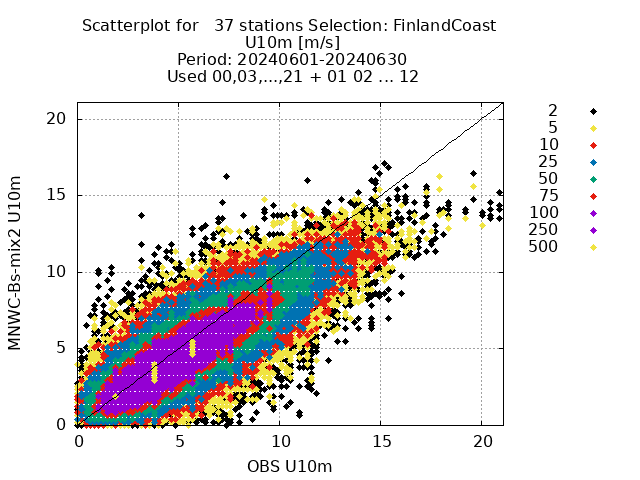 Scatterplot for   37 stations Selection: FinlandCoast
U10m [m/s]
Period: 20240601-20240630
Used 00,03,...,21 + 01 02 ... 12
2
5
10
25
50
75
100
250
500
MNWC-Bs-mix2 U10m
20
15
10
5
0
0 5 10 15 20
OBS U10m